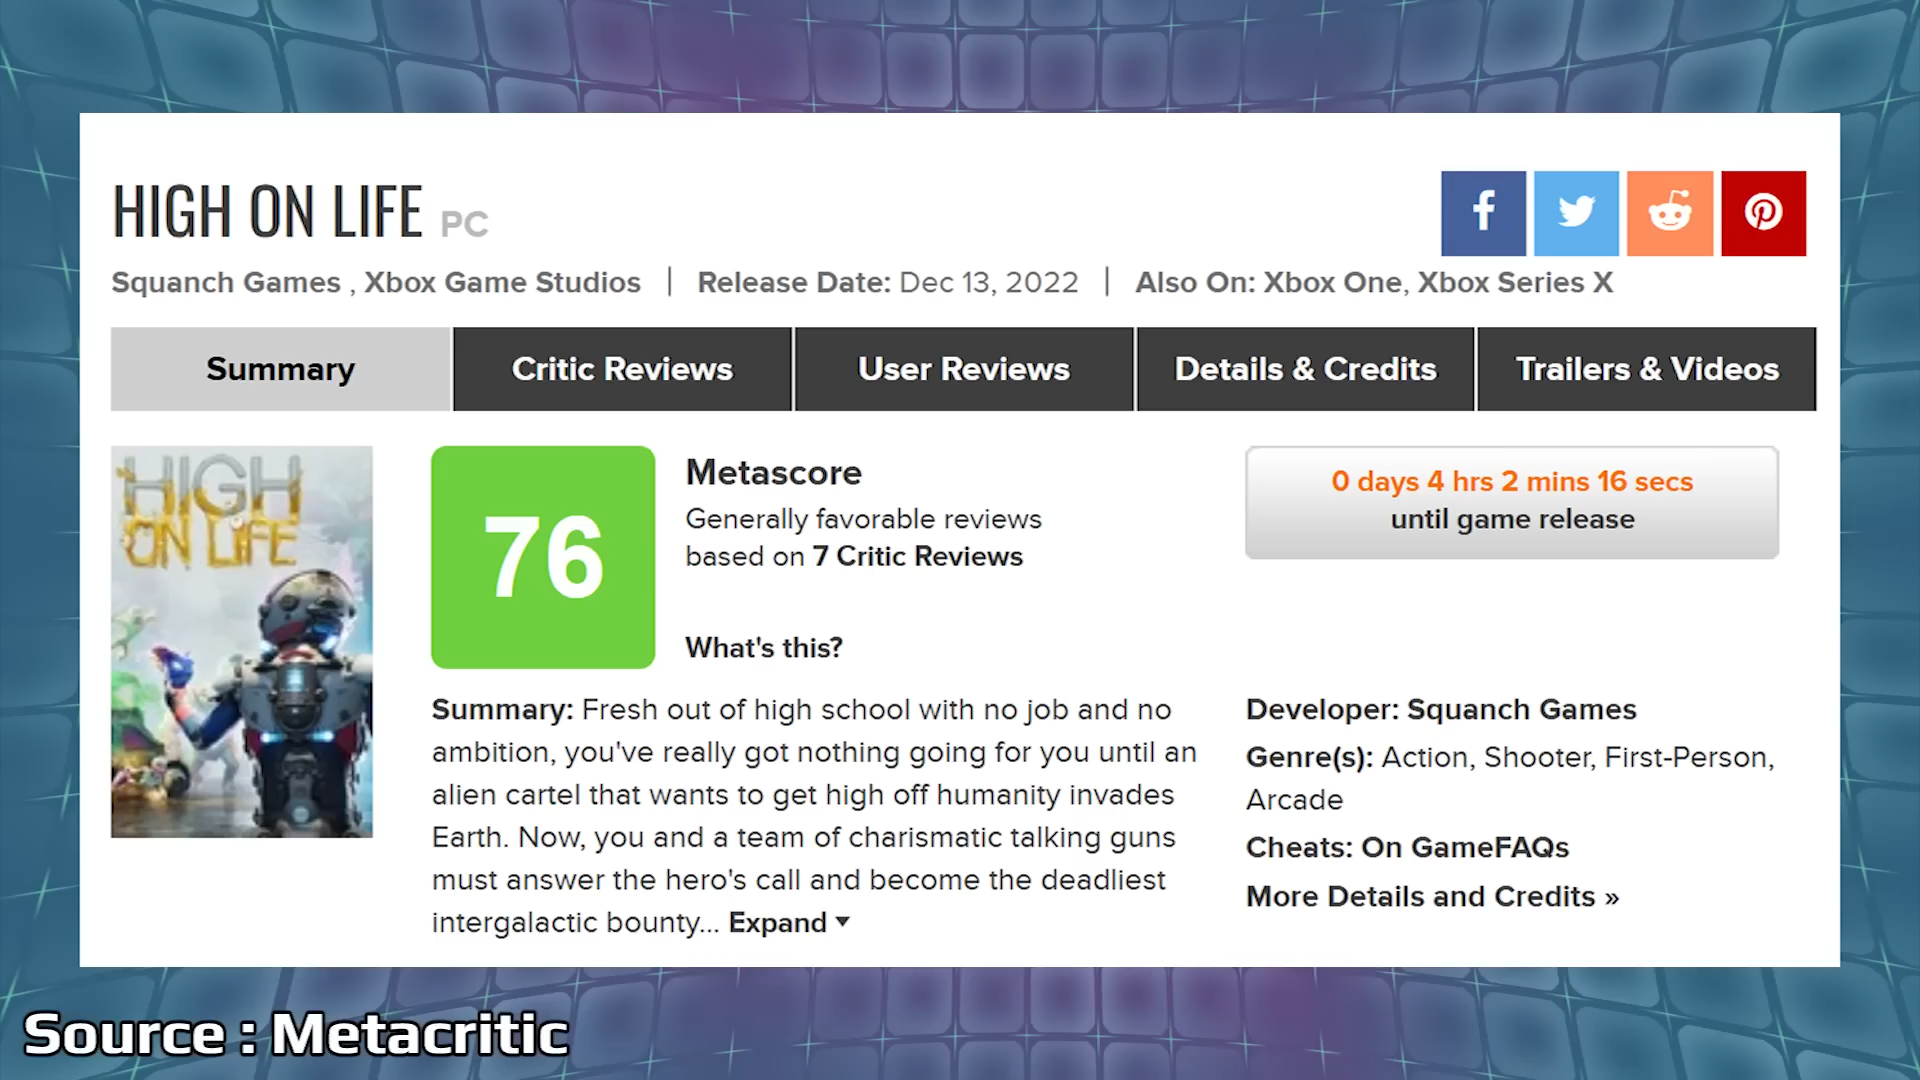 HIGH ON LIFE PC
Squanch Games , Xbox Game Studios | Release Date: Dec 13, 2022 | Also On: Xbox One, Xbox Series X
Summary
Critic Reviews
User Reviews
Details & Credits
Trailers & Videos
HIGH
ON LIFE
76
Metascore
Generally favorable reviews
based on 7 Critic Reviews
What's this?
0 days 4 hrs 2 mins 16 secs
until game release
Summary: Fresh out of high school with no job and no
ambition, you've really got nothing going for you until an
alien cartel that wants to get high off humanity invades
Earth. Now, you and a team of charismatic talking guns
must answer the hero's call and become the deadliest
intergalactic bounty... Expand
Developer: Squanch Games
Genre(s): Action, Shooter, First-Person,
Arcade
Cheats: On GameFAQs
More Details and Credits »
Source : Metacritic